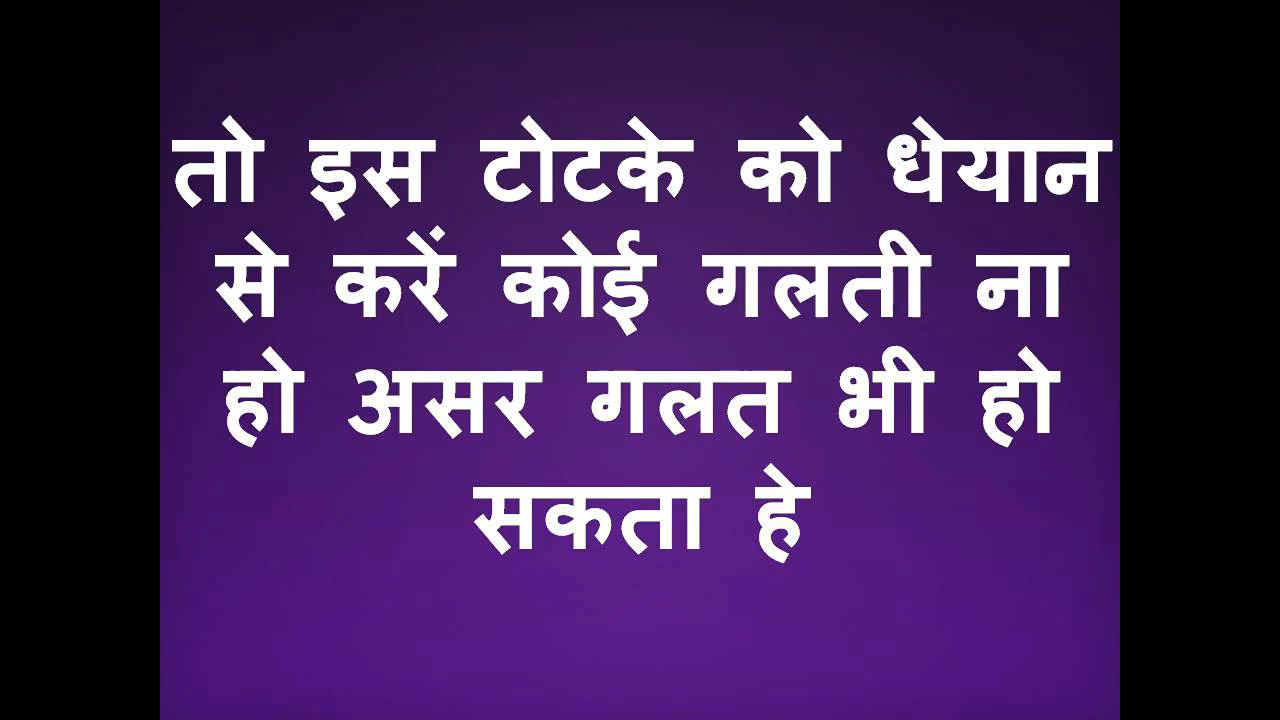 तो इस टोटके को धेयान
से करें कोई गलती ना
हो असर गलत भी हो
सकता हे